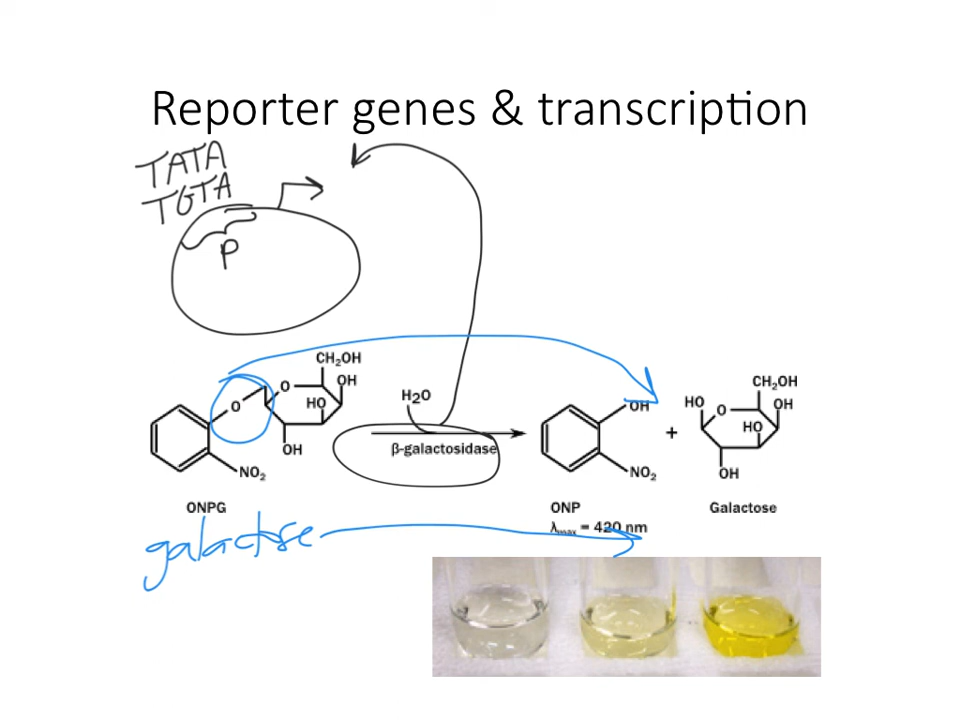 Reporter genes & transcription
TATA
TGTA
P
CH₂OH
O
OH
HO
O
OH
NO₂
H₂O
β-galactosidase
OH
NO₂
+
CH₂OH
HO
O
OH
HO
OH
ONPG
ONP
Galactose
λmax = 420 nm
galactose